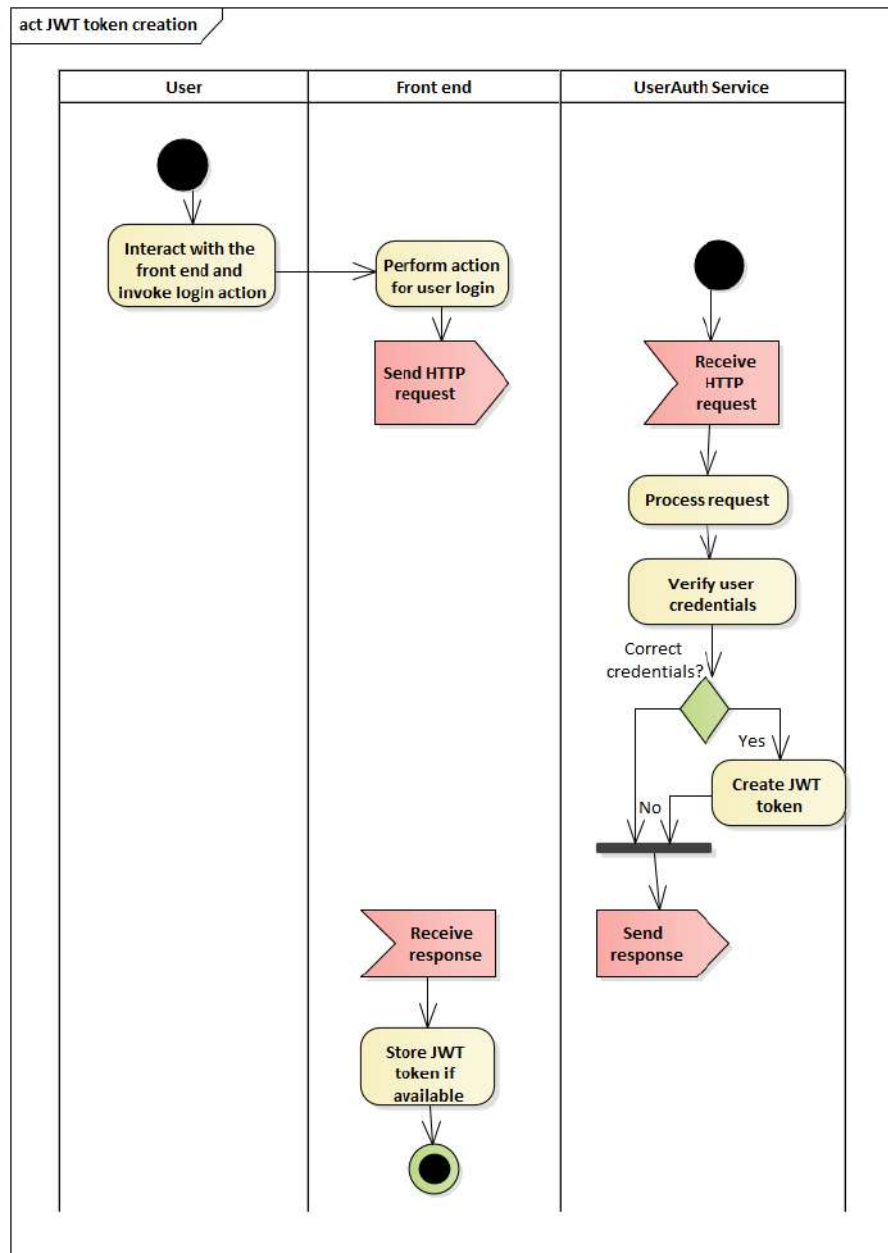 act JWT token creation
User
Front end
UserAuth Service
Interact with the
front end and
invoke login action
Perform action
for user login
Send HTTP
request
Receive
HTTP
request
Process request
Verify user
credentials
Correct
credentials?
Yes
Create JWT
token
No
Send
response
Receive
response
Store JWT
token if
available